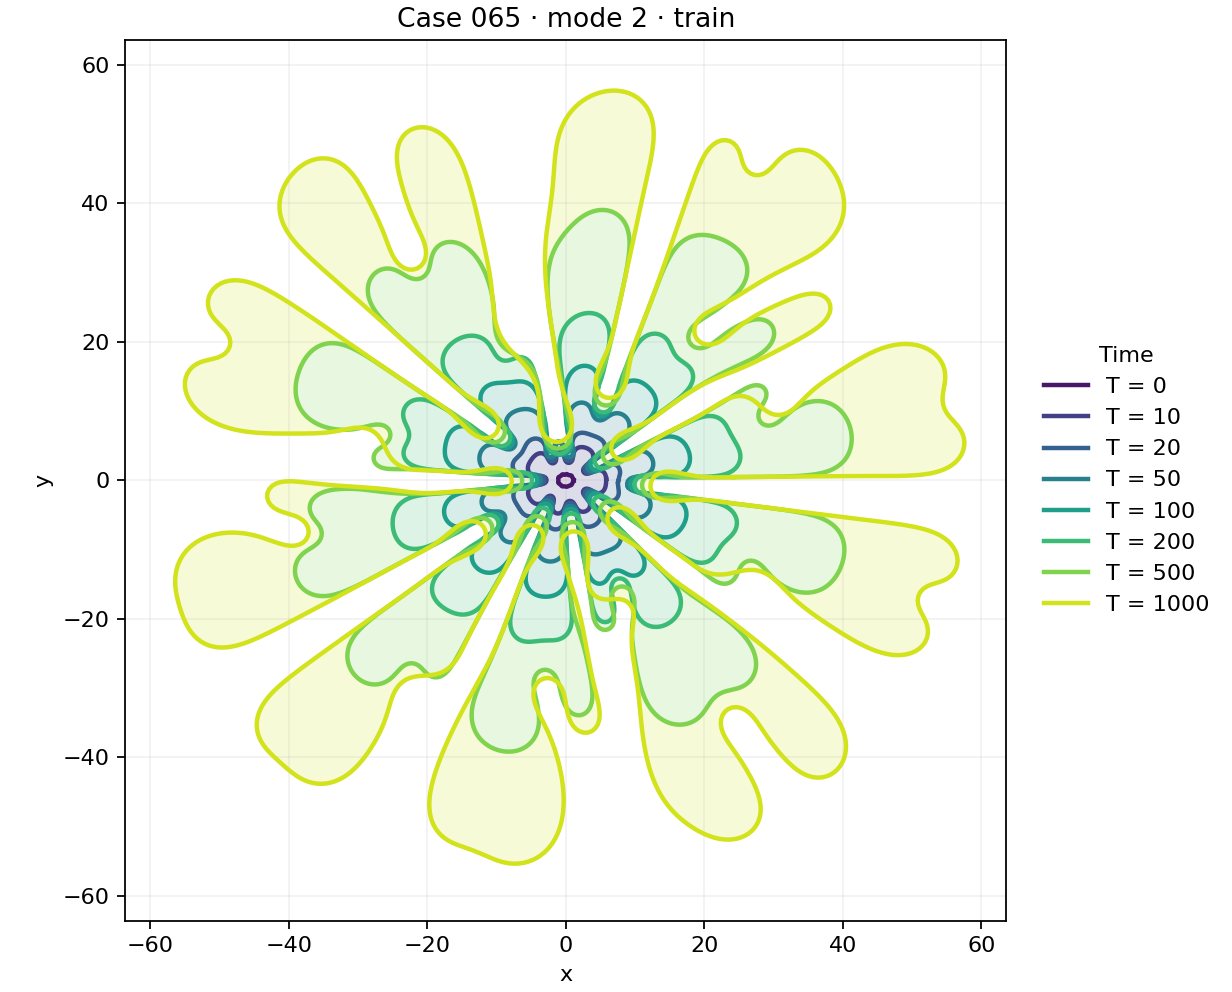 Case 065 · mode 2 · train
60
40
20
0
−20
−40
−60
−60
−40
−20
0
20
40
60
x
y
Time
T = 0
T = 10
T = 20
T = 50
T = 100
T = 200
T = 500
T = 1000